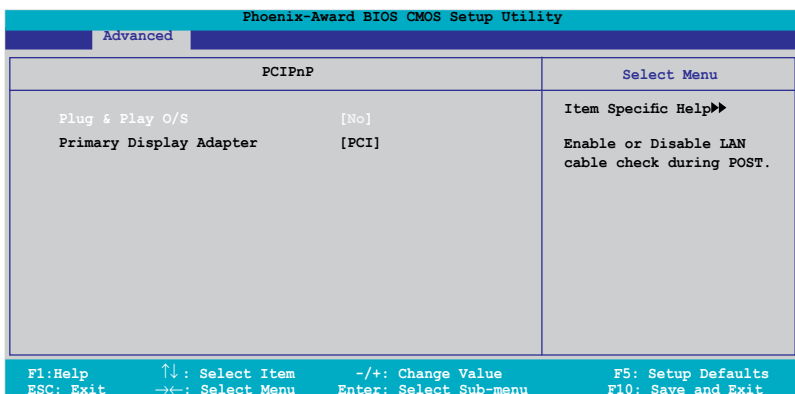 Phoenix-Award BIOS CMOS Setup Utility
Advanced
PCIPnP
Select Menu
Plug & Play O/S [No]
Primary Display Adapter [PCI]
Item Specific Help▶▶
Enable or Disable LAN
cable check during POST.
F1:Help ↑↓: Select Item -/+: Change Value F5: Setup Defaults
ESC: Exit →←: Select Menu Enter: Select Sub-menu F10: Save and Exit